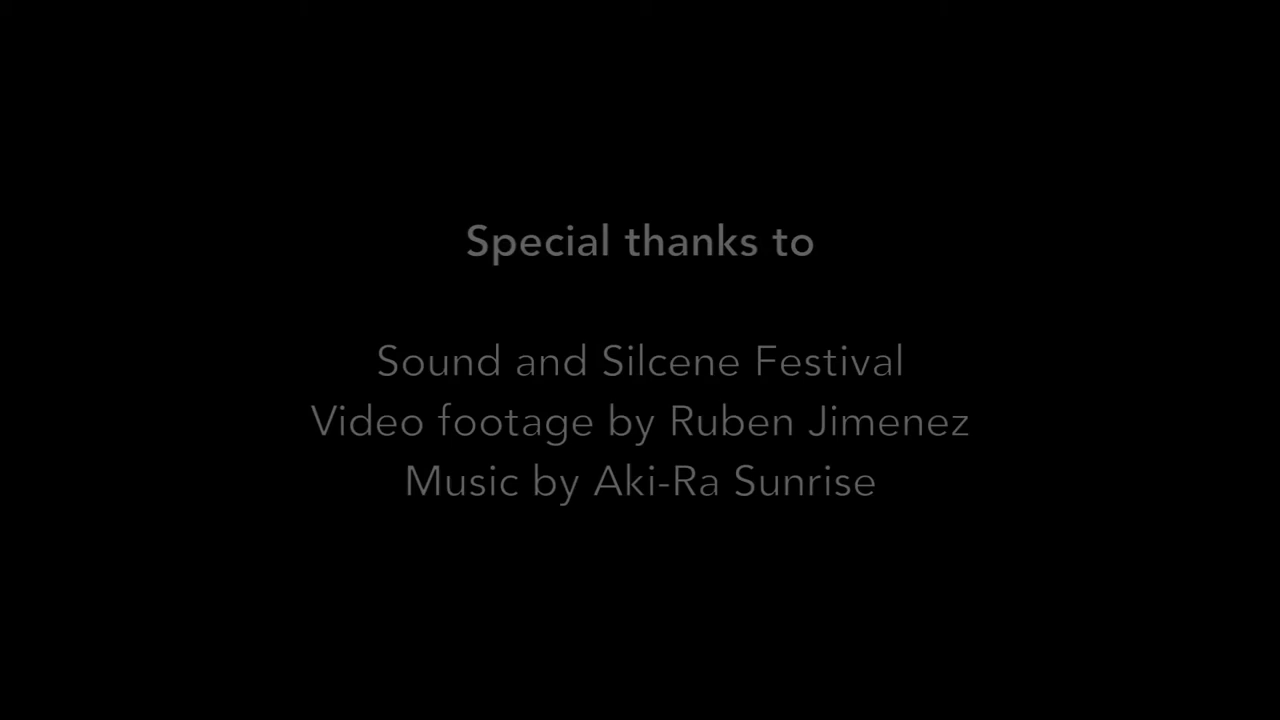 Special thanks to
Sound and Silcene Festival
Video footage by Ruben Jimenez
Music by Aki-Ra Sunrise